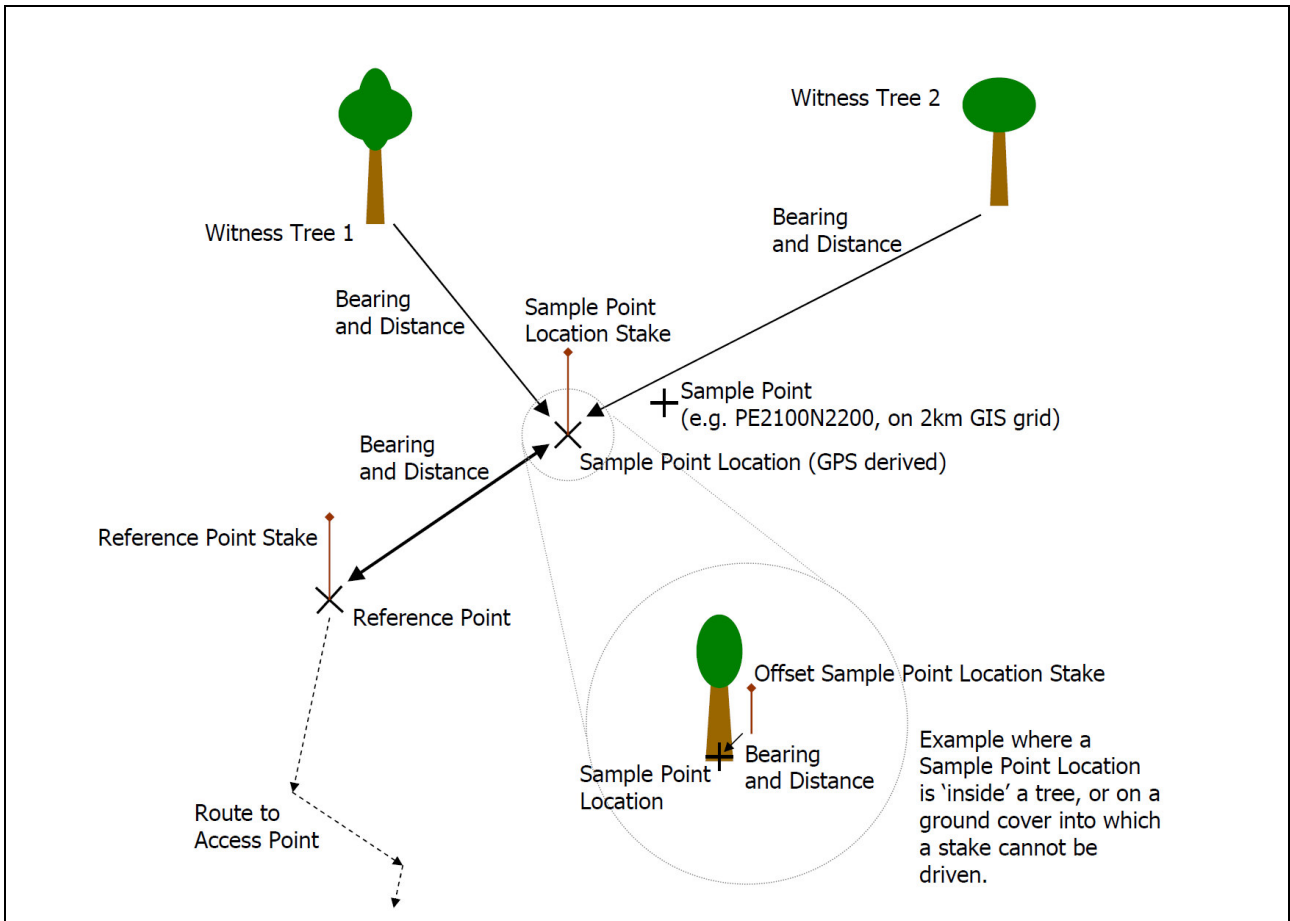 Witness Tree 2
Witness Tree 1
Bearing
and Distance
Bearing
and Distance
Sample Point
Location Stake
Sample Point
(e.g. PE2100N2200, on 2km GIS grid)
Bearing
and Distance
Sample Point Location (GPS derived)
Reference Point Stake
Reference Point
Offset Sample Point Location Stake
Sample Point
Location
Bearing
and Distance
Example where a
Sample Point Location
is ‘inside’ a tree, or on a
ground cover into which
a stake cannot be
driven.
Route to
Access Point